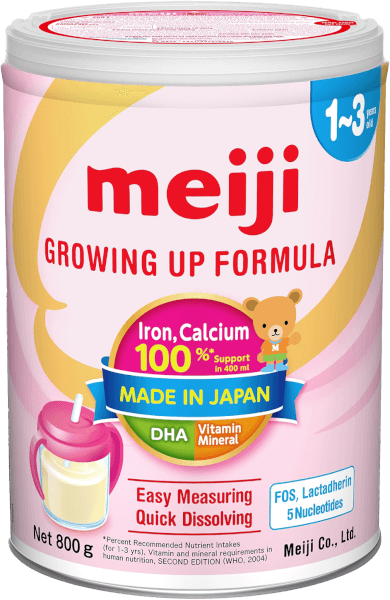 1~3 years old
meiji
GROWING UP FORMULA
Iron, Calcium
100%* Support in 400 ml
M
MADE IN JAPAN
DHA Vitamin Mineral
Easy Measuring
Quick Dissolving
FOS, Lactadherin
5 Nucleotides
Net 800 g
*Percent Recommended Nutrient Intakes
(for 1-3 yrs), Vitamin and mineral requirements in
human nutrition, SECOND EDITION (WHO, 2004)
Meiji Co., Ltd.